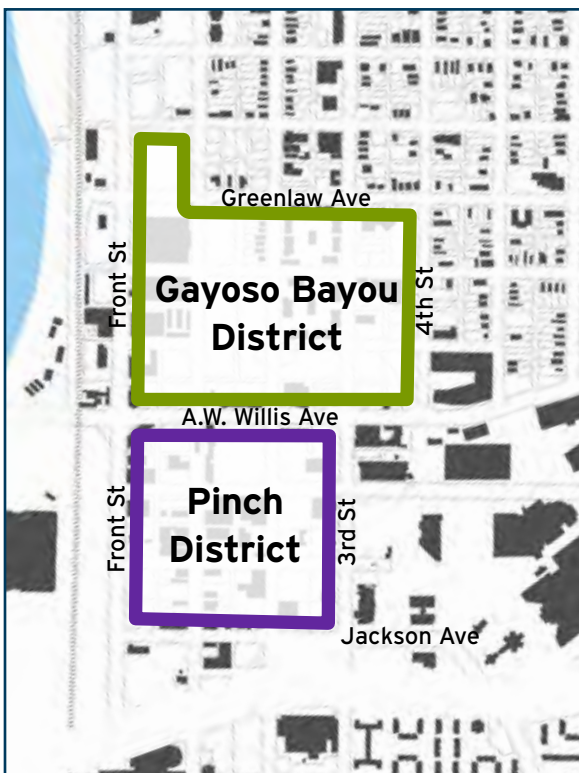 Greenlaw Ave
Front St
Gayoso Bayou
District
4th St
A.W. Willis Ave
Front St
Pinch
District
3rd St
Jackson Ave